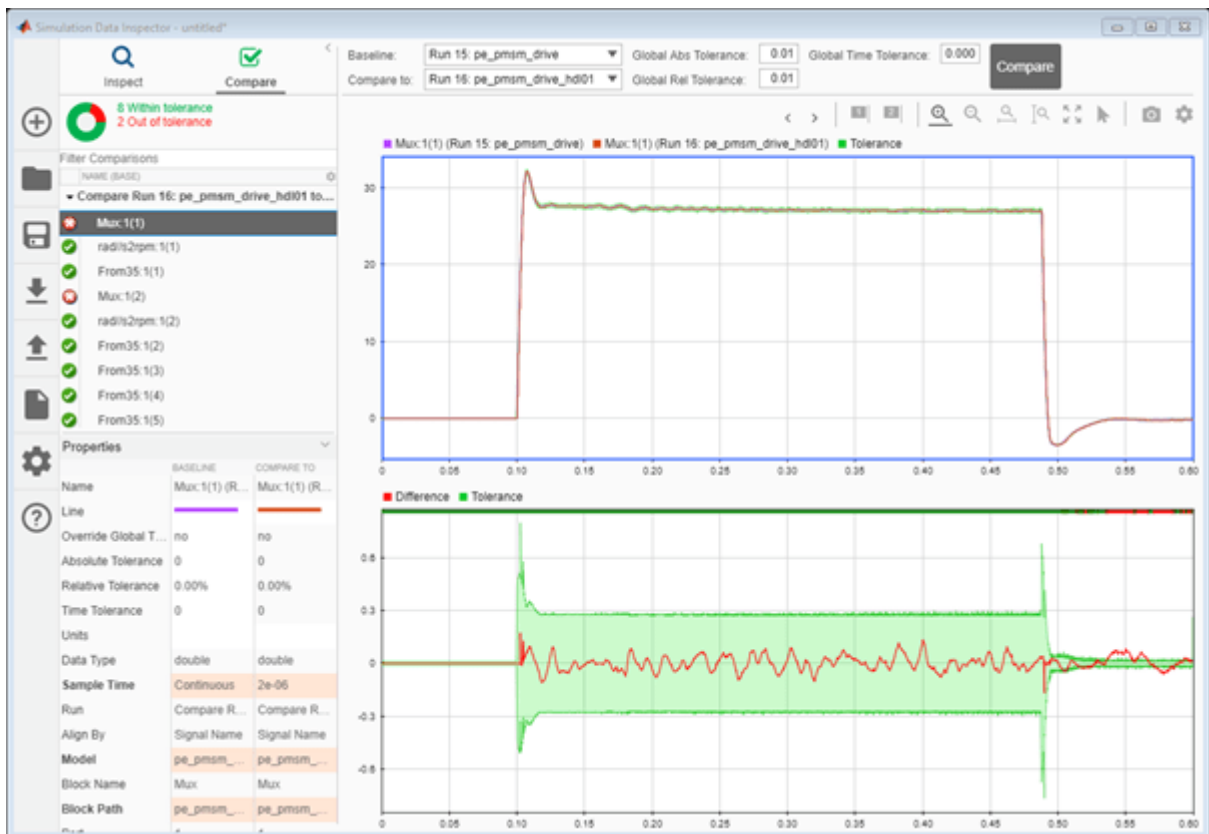 Simulation Data Inspector - untitled*
Inspect
Compare
8 Within tolerance
2 Out of tolerance
Filter Comparisons
NAME (BASE)
Compare Run 16: pe_pmsm_drive_hdl01 to....
Mux:1(1)
rad//s2rpm:1(1)
From35:1(1)
Mux:1(2)
rad//s2rpm:1(2)
From35:1(2)
From35:1(3)
From35:1(4)
From35:1(5)
Properties
BASELINE COMPARE TO
Name Mux:1(1) (R... Mux:1(1) (R...
Line
Override Global T... no no
Absolute Tolerance 0 0
Relative Tolerance 0.00% 0.00%
Time Tolerance 0 0
Units
Data Type double double
Sample Time Continuous 2e-06
Run Compare R... Compare R...
Align By Signal Name Signal Name
Model pe_pmsm_... pe_pmsm_...
Block Name Mux Mux
Block Path pe_pmsm_... pe_pmsm_...
Baseline: Run 15: pe_pmsm_drive Global Abs Tolerance: 0.01 Global Time Tolerance: 0.000
Compare to: Run 16: pe_pmsm_drive_hdl01 Global Rel Tolerance: 0.01
Compare
1 2
Mux:1(1) (Run 15: pe_pmsm_drive) Mux:1(1) (Run 16: pe_pmsm_drive_hdl01) Tolerance
30
20
10
0
0 0.05 0.10 0.15 0.20 0.25 0.30 0.35 0.40 0.45 0.50 0.55 0.60
Difference Tolerance
0.6
0.3
0
-0.3
-0.6
0 0.05 0.10 0.15 0.20 0.25 0.30 0.35 0.40 0.45 0.50 0.55 0.60